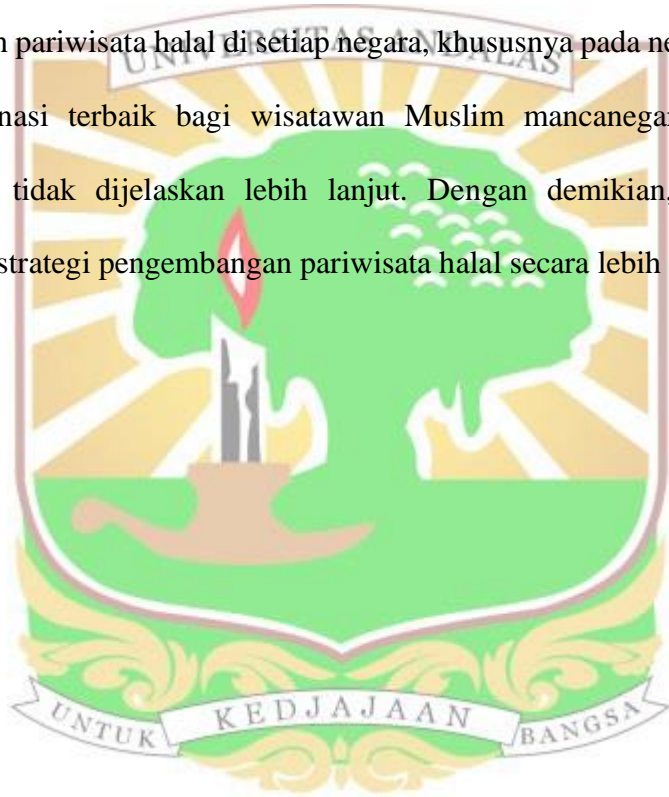 n pariwisata halal di setiap negara, khususnya pada ne
UNIVERSITAS ANDALAS
nasi terbaik bagi wisatawan Muslim mancanegar
tidak dijelaskan lebih lanjut. Dengan demikian,
strategi pengembangan pariwisata halal secara lebih
UNTUK KEDJAJAAN BANGSA